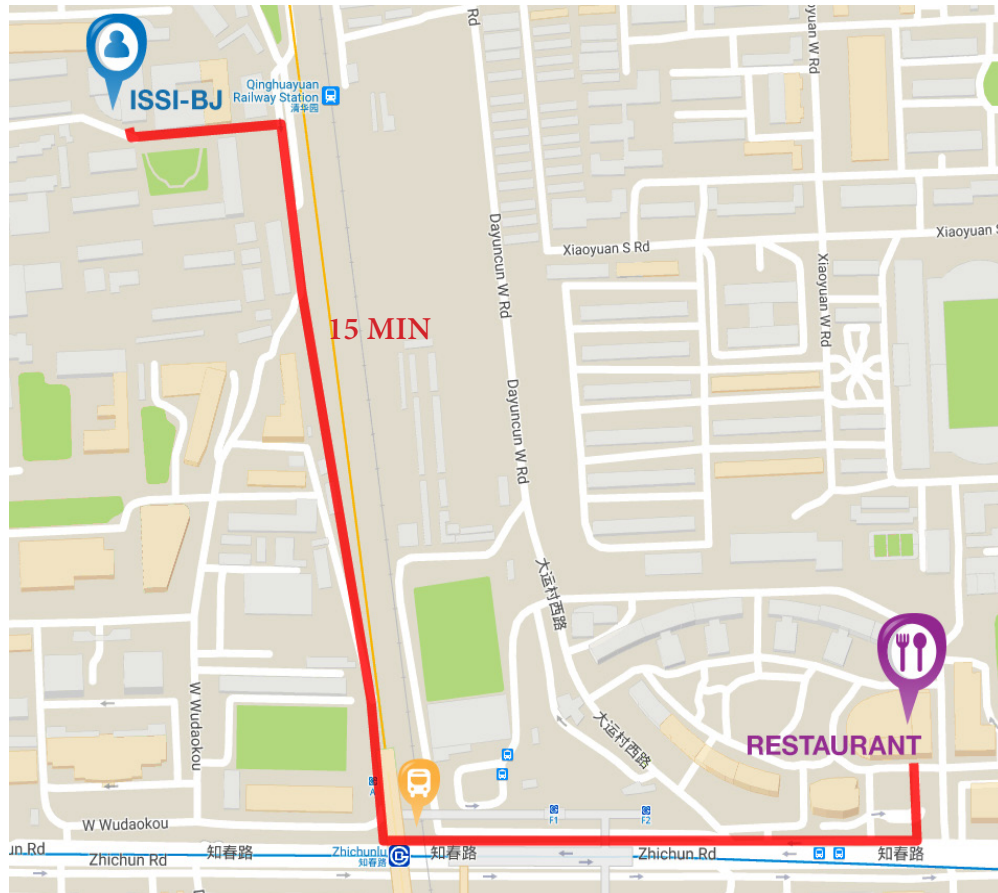 Rd
Qinghuayuan
Railway Station
清华园
ISSI-BJ
Xiaoyuan W Rd
Dayuncun W Rd
Xiaoyuan S Rd
Xiaoyuan S
Xiaoyuan W Rd
15 MIN
Dayuncun W Rd
大运村西路
W Wudaokou
大运村西路
RESTAURANT
A
F1
F2
W Wudaokou
un.Rd
Zhichun Rd
知春路
Zhichunlu
知春路
知春路
Zhichun Rd
知春路